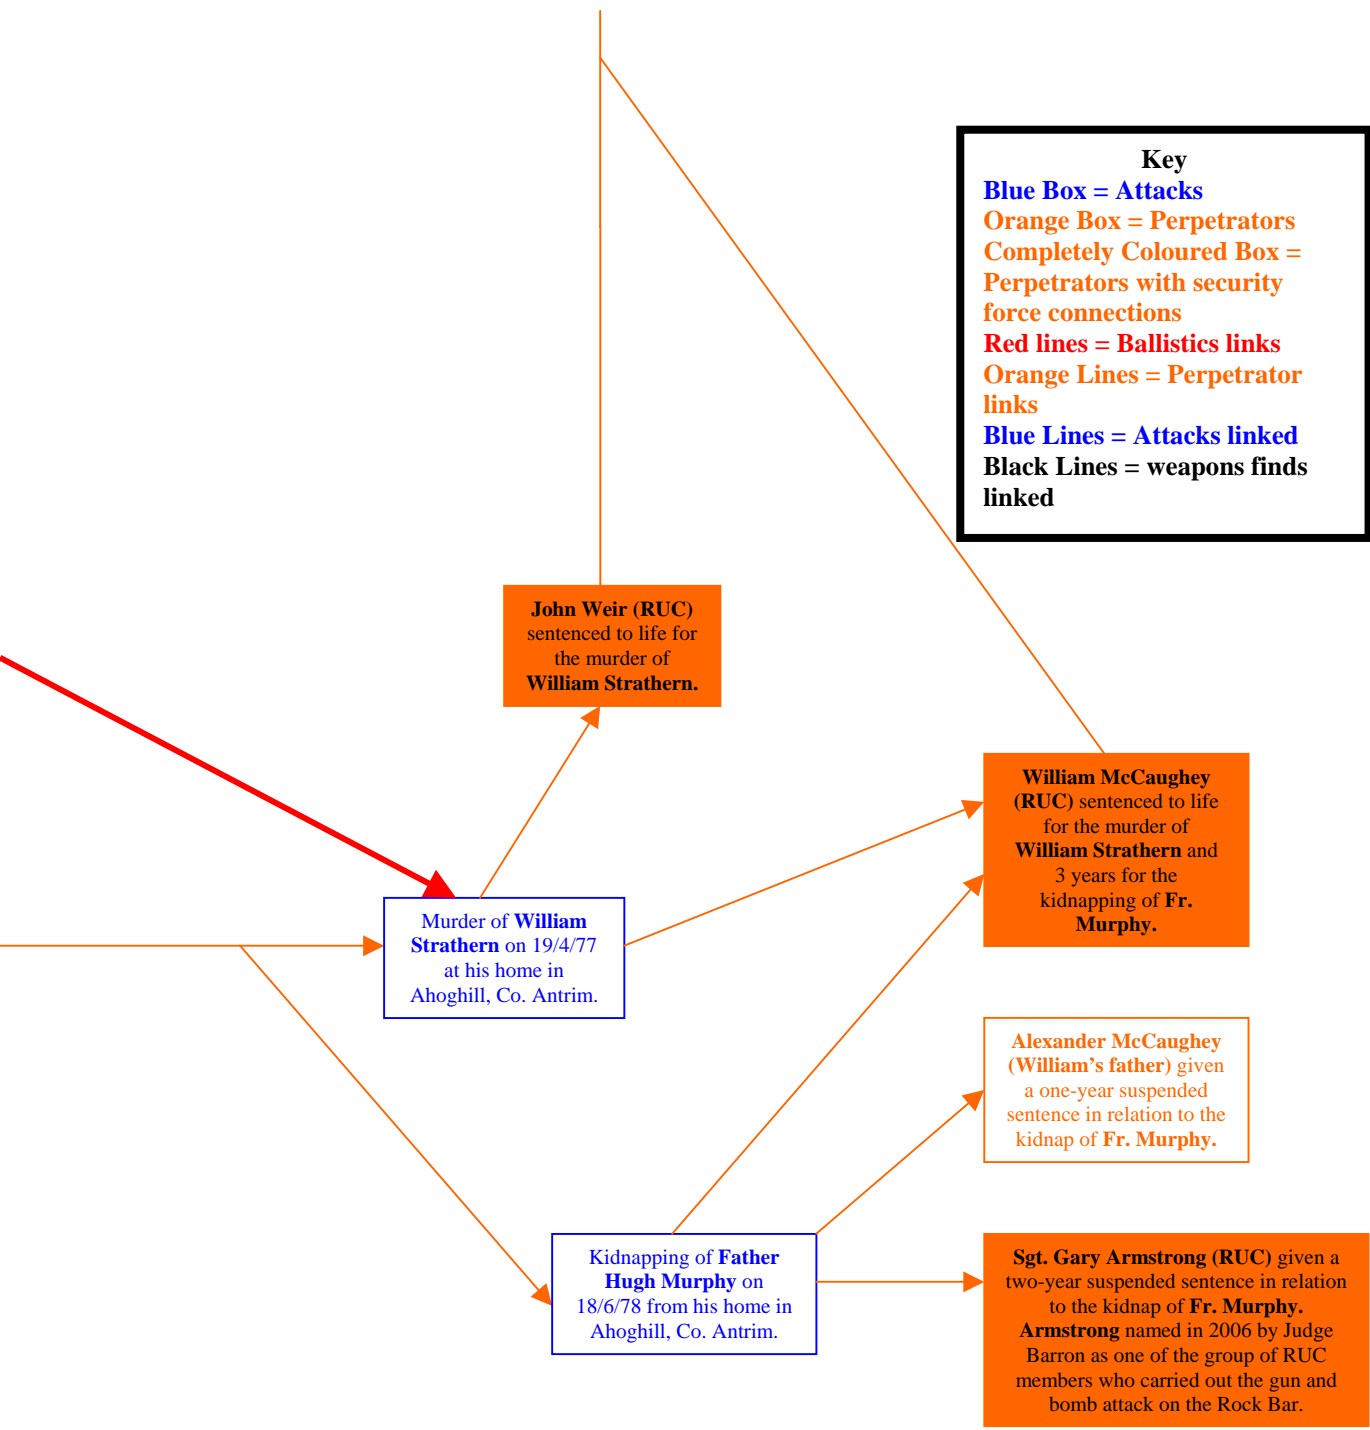 Key
Blue Box = Attacks
Orange Box = Perpetrators
Completely Coloured Box =
Perpetrators with security
force connections
Red lines = Ballistics links
Orange Lines = Perpetrator
links
Blue Lines = Attacks linked
Black Lines = weapons finds
linked
John Weir (RUC)
sentenced to life for
the murder of
William Strathern.
William McCaughey
(RUC) sentenced to life
for the murder of
William Strathern and
3 years for the
kidnapping of Fr.
Murphy.
Murder of William
Strathern on 19/4/77
at his home in
Ahoghill, Co. Antrim.
Alexander McCaughey
(William's father) given
a one-year suspended
sentence in relation to the
kidnap of Fr. Murphy.
Kidnapping of Father
Hugh Murphy on
18/6/78 from his home in
Ahoghill, Co. Antrim.
Sgt. Gary Armstrong (RUC) given a
two-year suspended sentence in relation
to the kidnap of Fr. Murphy.
Armstrong named in 2006 by Judge
Barron as one of the group of RUC
members who carried out the gun and
bomb attack on the Rock Bar.